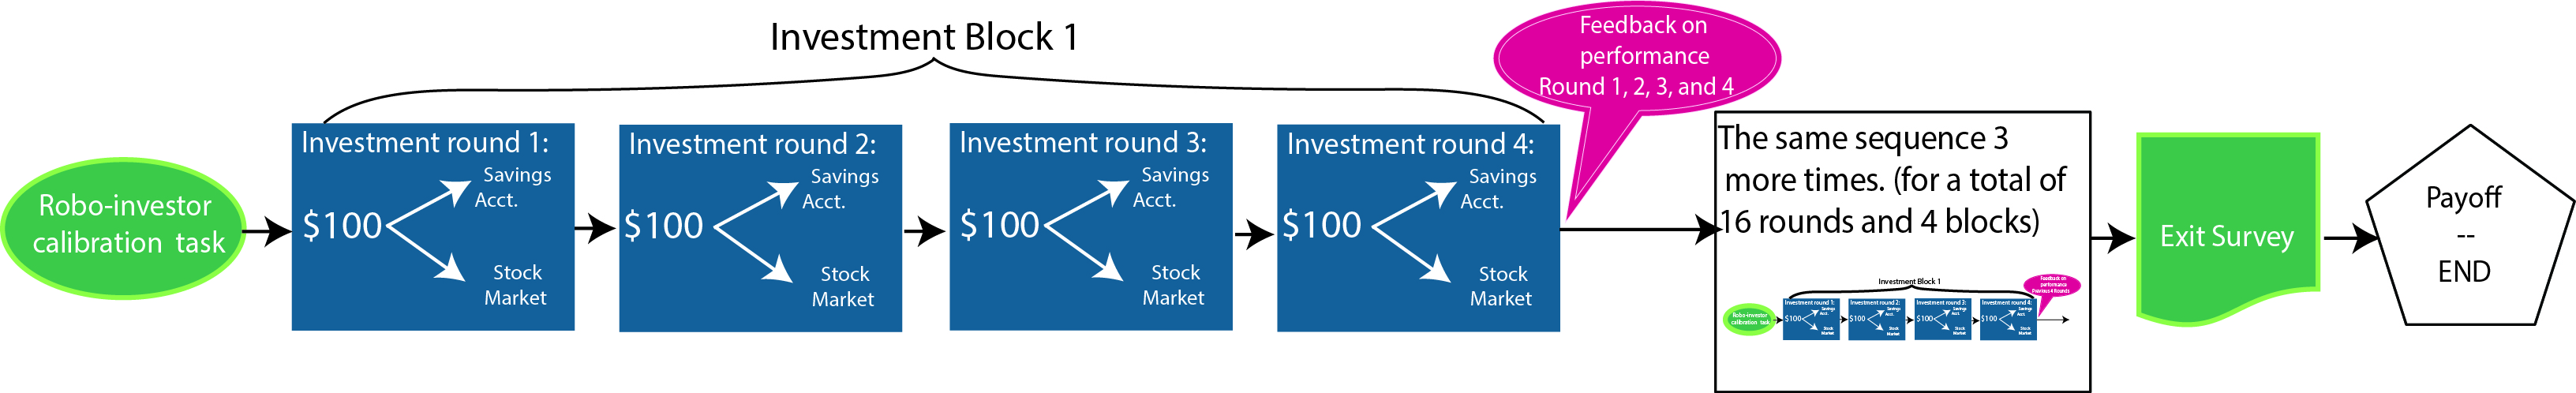 Investment Block 1
Feedback on
performance
Round 1, 2, 3, and 4
Robo-investor
calibration task
Investment round 1:
$100
Savings
Acct.
Stock
Market
Investment round 2:
$100
Savings
Acct.
Stock
Market
Investment round 3:
$100
Savings
Acct.
Stock
Market
Investment round 4:
$100
Savings
Acct.
Stock
Market
The same sequence 3
more times. (for a total of
16 rounds and 4 blocks)
Investment Block 1
Feedback on
performance
Previous 4 Rounds
Robo-investor
calibration task
Investment round 1:
$100
Savings
Acct.
Stock
Market
Investment round 2:
$100
Savings
Acct.
Stock
Market
Investment round 3:
$100
Savings
Acct.
Stock
Market
Investment round 4:
$100
Savings
Acct.
Stock
Market
Exit Survey
Payoff
--
END